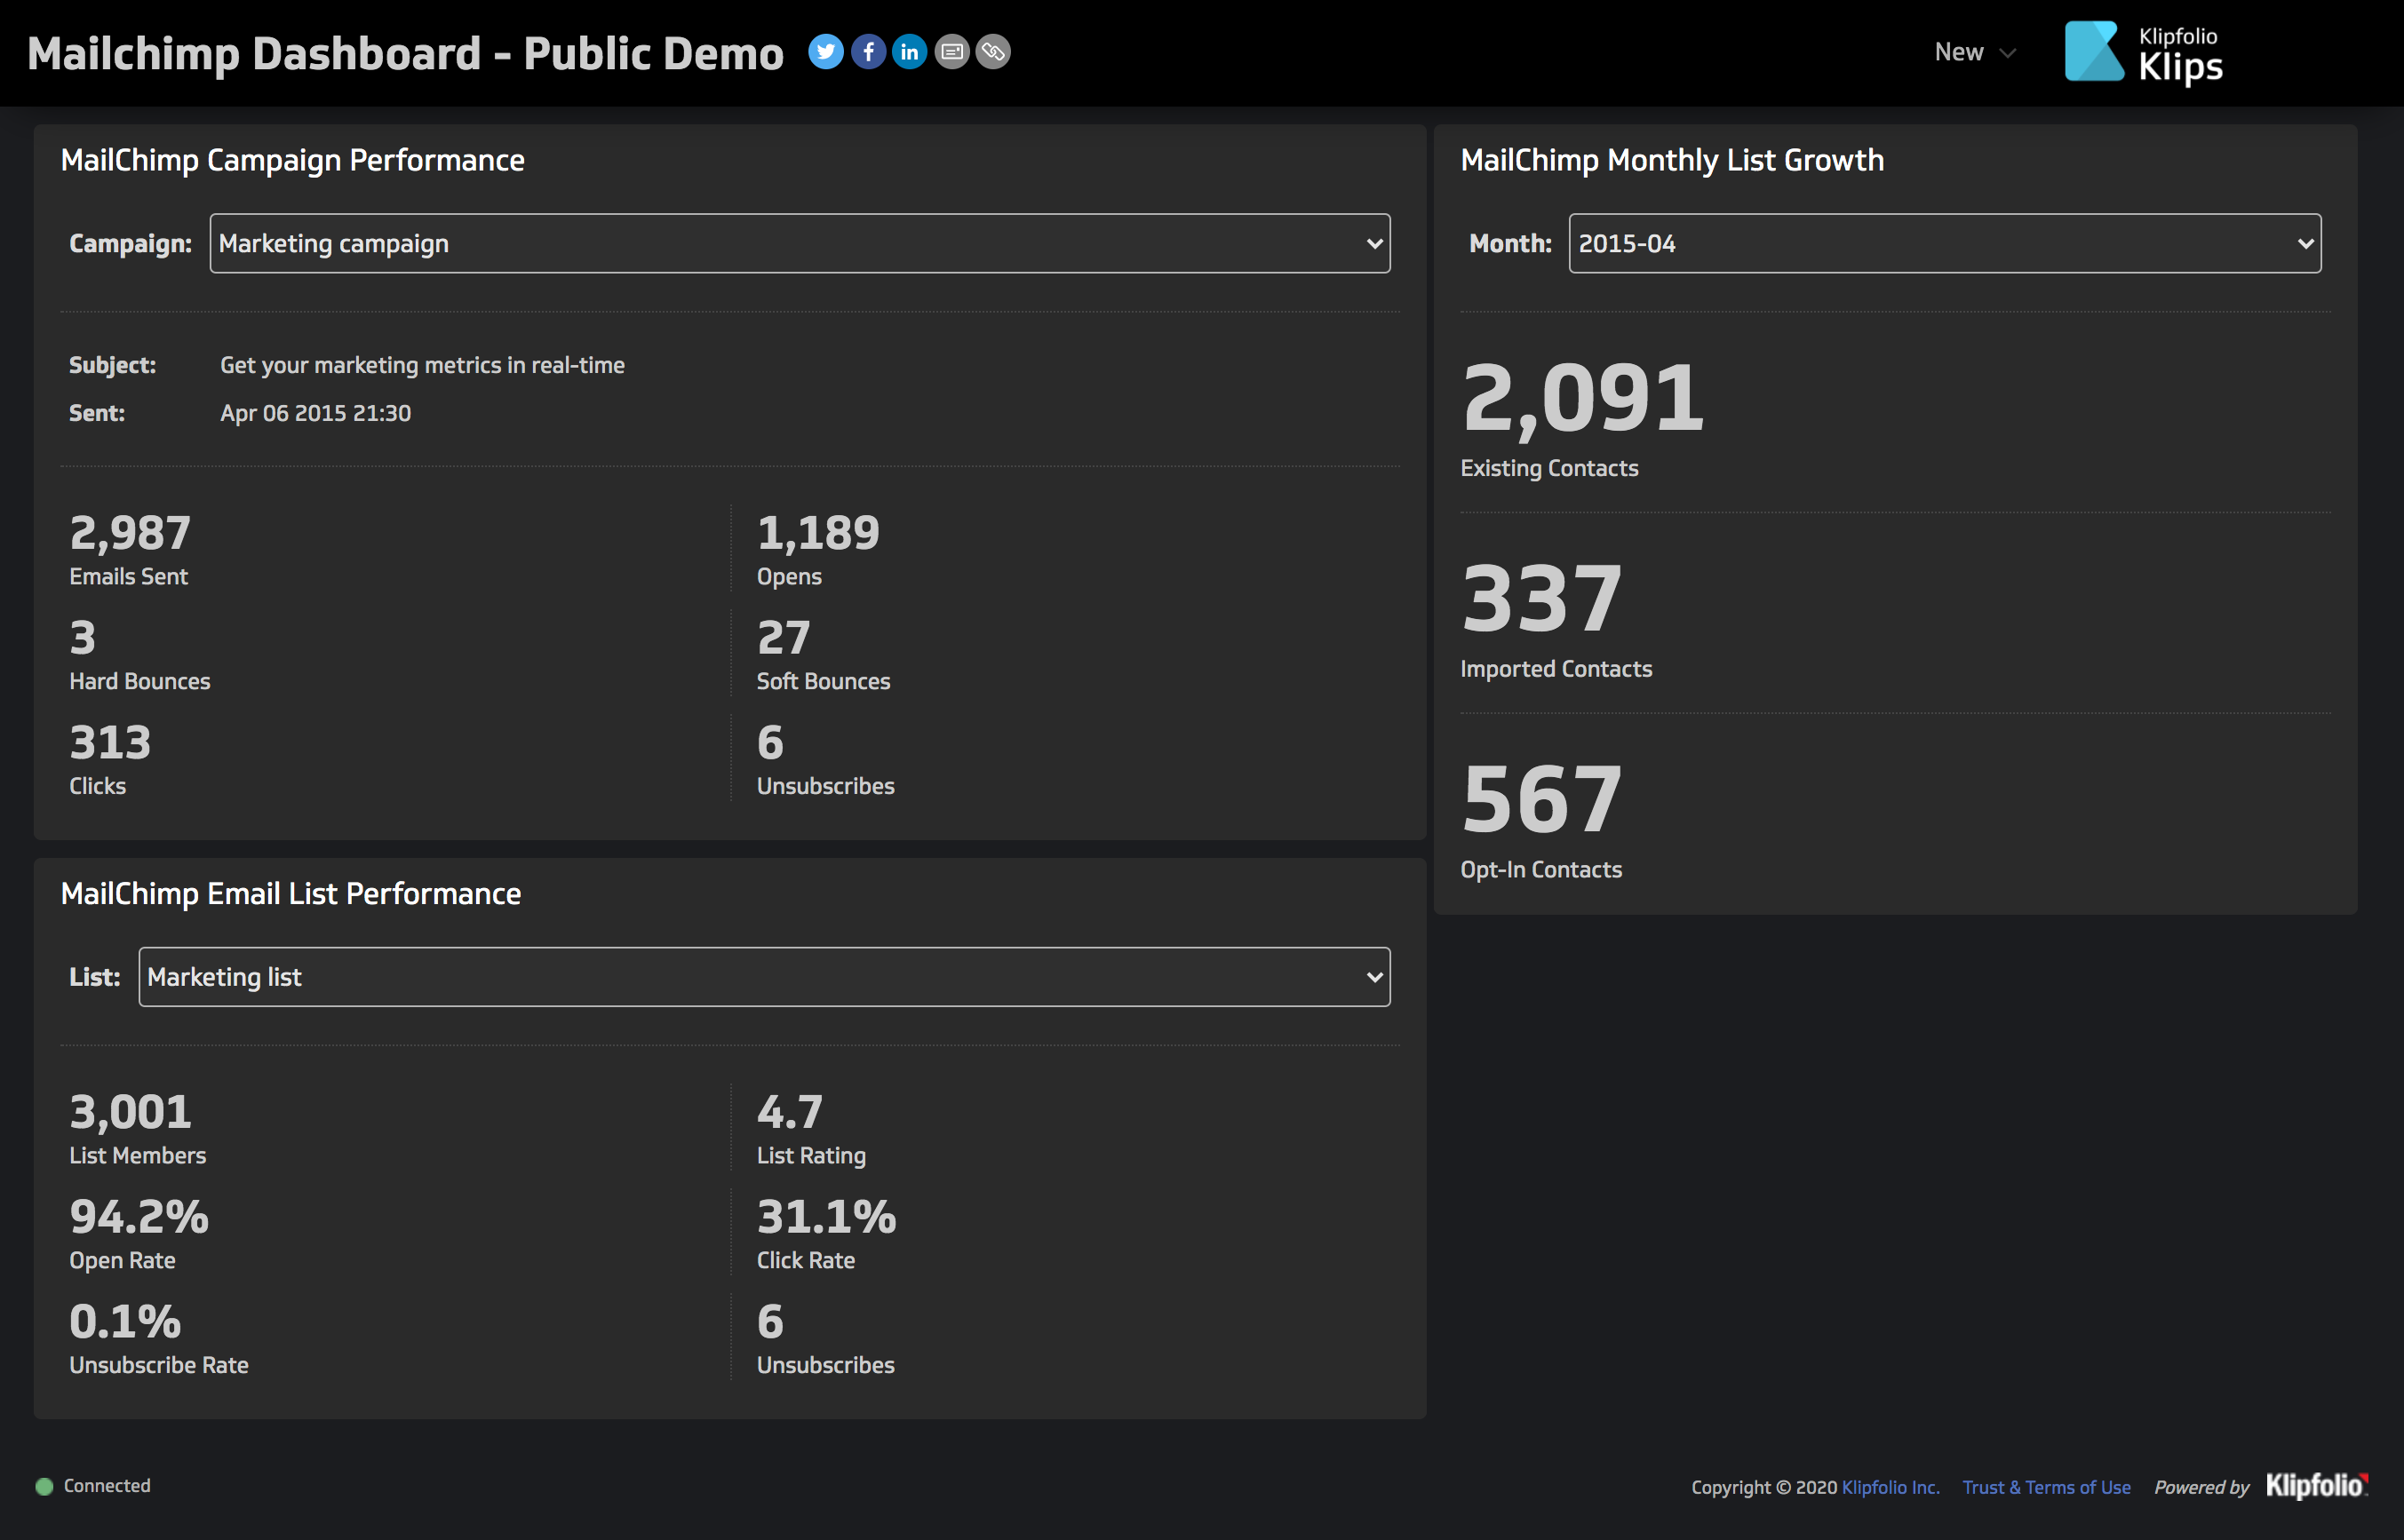 Mailchimp Dashboard - Public Demo
New
Klipfolio
Klips
MailChimp Campaign Performance
Campaign: Marketing campaign
Subject: Get your marketing metrics in real-time
Sent: Apr 06 2015 21:30
2,987 1,189
Emails Sent Opens
3 27
Hard Bounces Soft Bounces
313 6
Clicks Unsubscribes
MailChimp Monthly List Growth
Month: 2015-04
2,091
Existing Contacts
337
Imported Contacts
567
Opt-In Contacts
MailChimp Email List Performance
List: Marketing list
3,001 4.7
List Members List Rating
94.2% 31.1%
Open Rate Click Rate
0.1% 6
Unsubscribe Rate Unsubscribes
Connected
Copyright © 2020 Klipfolio Inc. Trust & Terms of Use Powered by Klipfolio